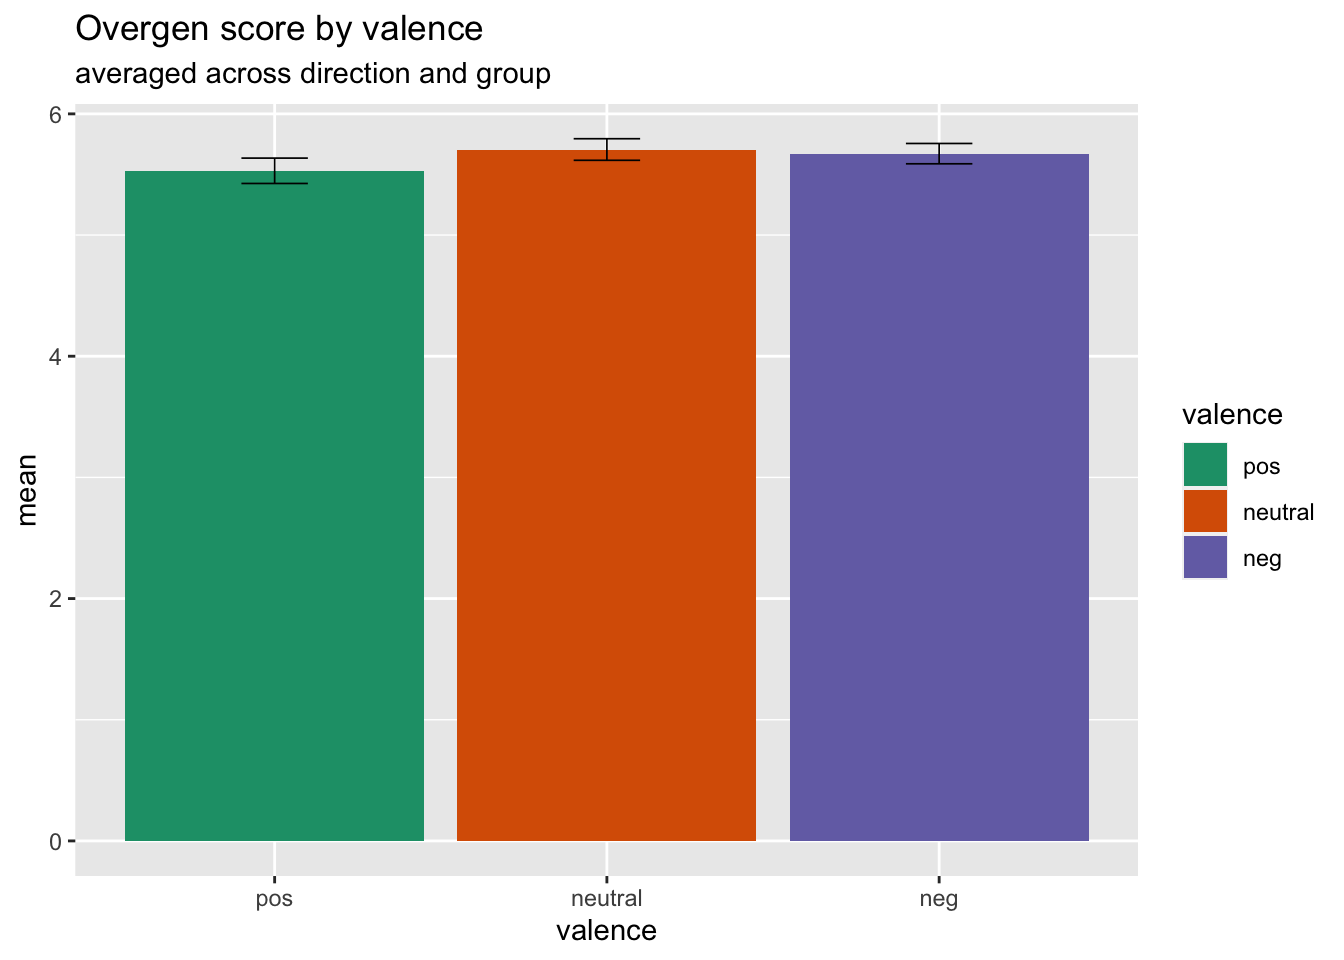 Overgen score by valence
averaged across direction and group
6
4
2
0
mean
pos
neutral
neg
valence
valence
pos
neutral
neg